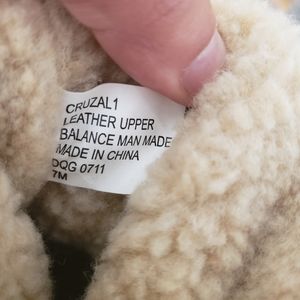 CRUZAL1
LEATHER UPPER
BALANCE MAN MADE
MADE IN CHINA
DQG 0711
7M